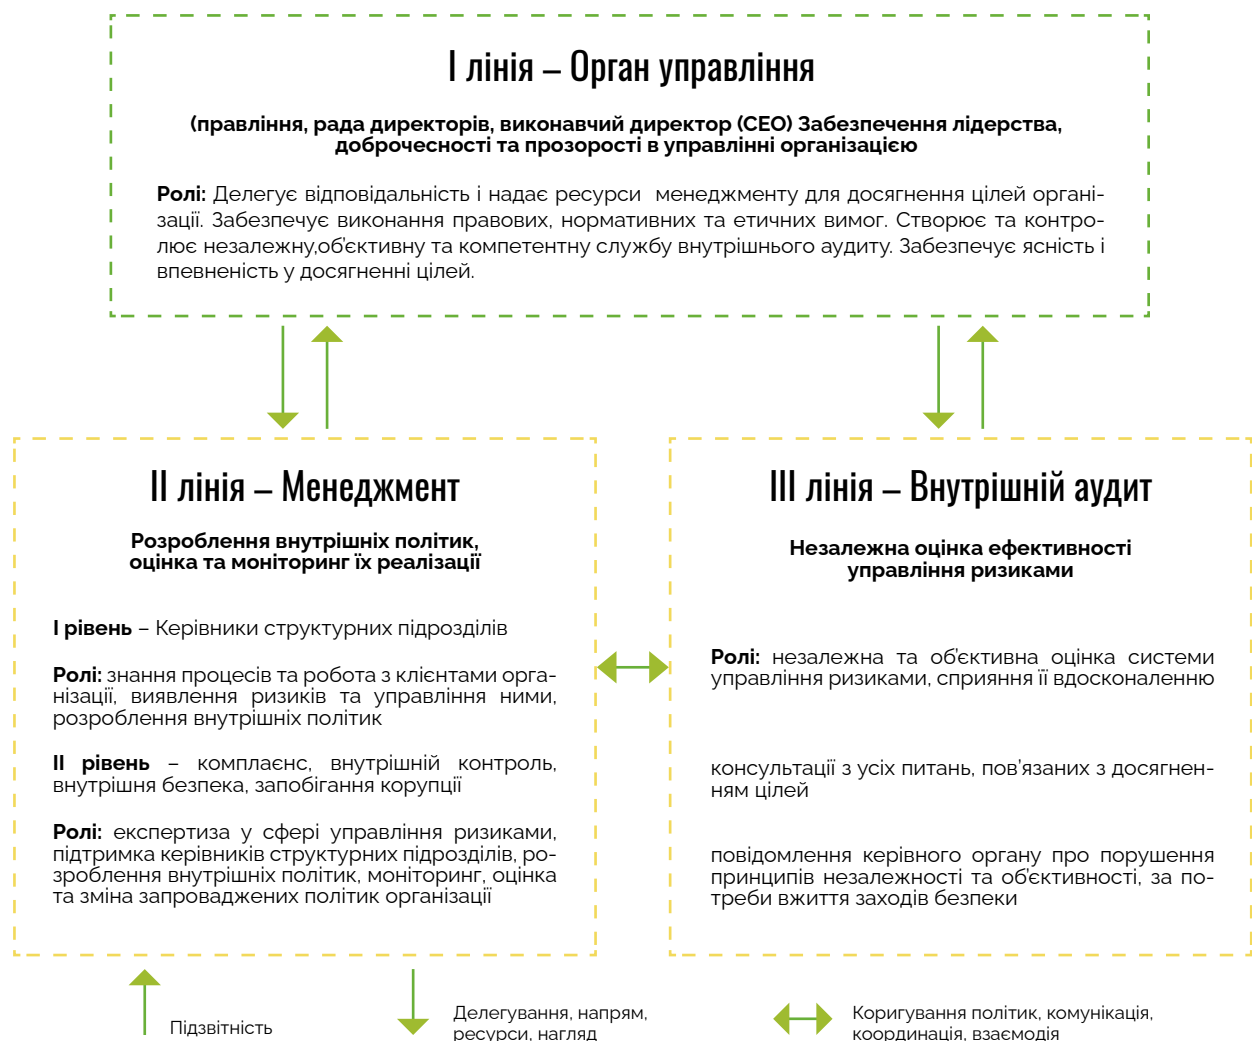 І лінія – Орган управління
(правління, рада директорів, виконавчий директор (CEO) Забезпечення лідерства,
доброчесності та прозорості в управлінні організацією
Ролі: Делегує відповідальність і надає ресурси менеджменту для досягнення цілей органі-
зації. Забезпечує виконання правових, нормативних та етичних вимог. Створює та контро-
лює незалежну,об'єктивну та компетентну службу внутрішнього аудиту. Забезпечує ясність і
впевненість у досягненні цілей.
ІІ лінія – Менеджмент
Розроблення внутрішніх політик,
оцінка та моніторинг їх реалізації
І рівень – Керівники структурних підрозділів
Ролі: знання процесів та робота з клієнтами орга-
нізації, виявлення ризиків та управління ними,
розроблення внутрішніх політик
ІІ рівень – комплаєнс, внутрішній контроль,
внутрішня безпека, запобігання корупції
Ролі: експертиза у сфері управління ризиками,
підтримка керівників структурних підрозділів, ро-
зроблення внутрішніх політик, моніторинг, оцінка
та зміна запроваджених політик організації
ІІІ лінія – Внутрішній аудит
Незалежна оцінка ефективності
управління ризиками
Ролі: незалежна та об'єктивна оцінка системи
управління ризиками, сприяння її вдосконаленню
консультації з усіх питань, пов'язаних з досягнен-
ням цілей
повідомлення керівного органу про порушення
принципів незалежності та об'єктивності, за по-
треби вжиття заходів безпеки
Підзвітність
Делегування, напрям,
ресурси, нагляд
Коригування політик, комунікація,
координація, взаємодія